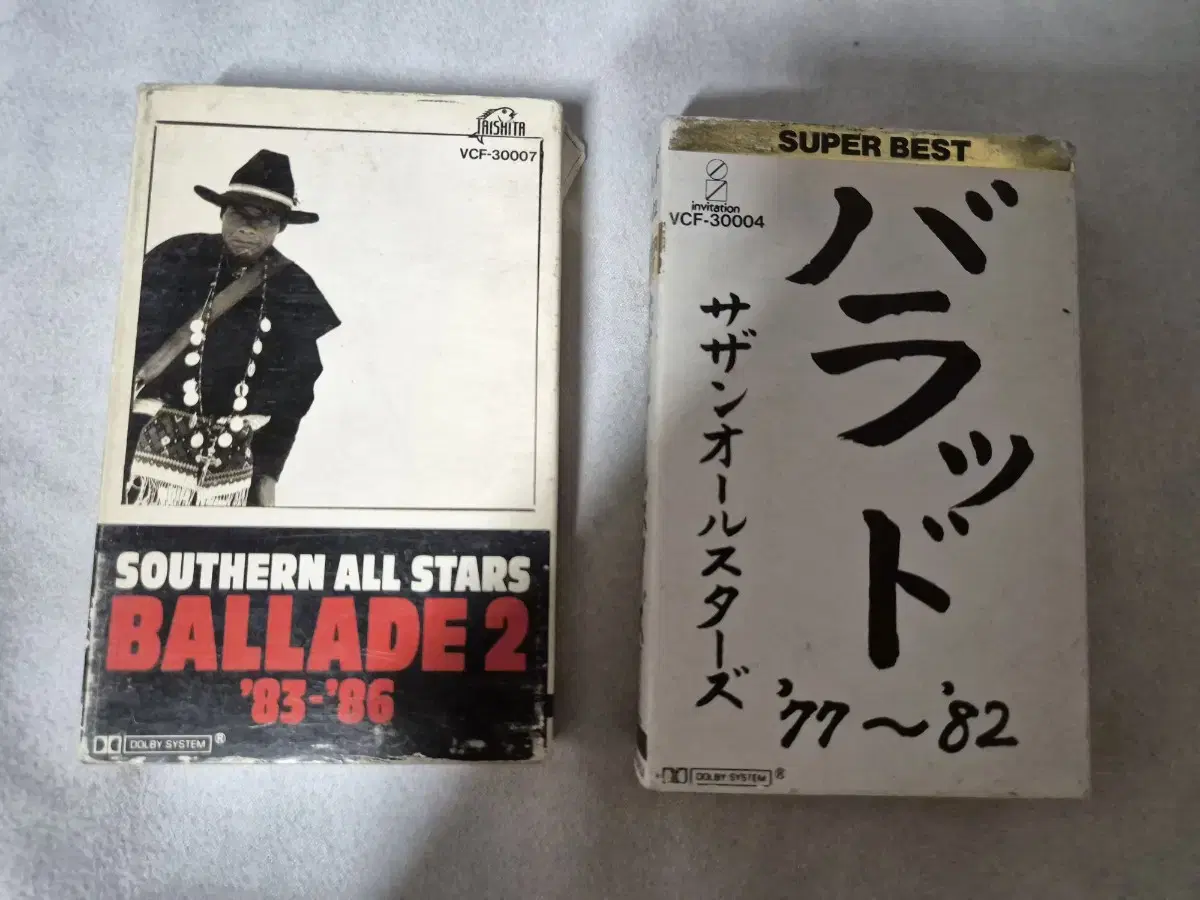 TAISHITA
VCF-30007
SOUTHERN ALL STARS
BALLADE 2
'83-'86
DOLBY SYSTEM®
SUPER BEST
invitation
VCF-30004
バラッド
サザンオールスターズ
'77～'82
DOLBY SYSTEM®